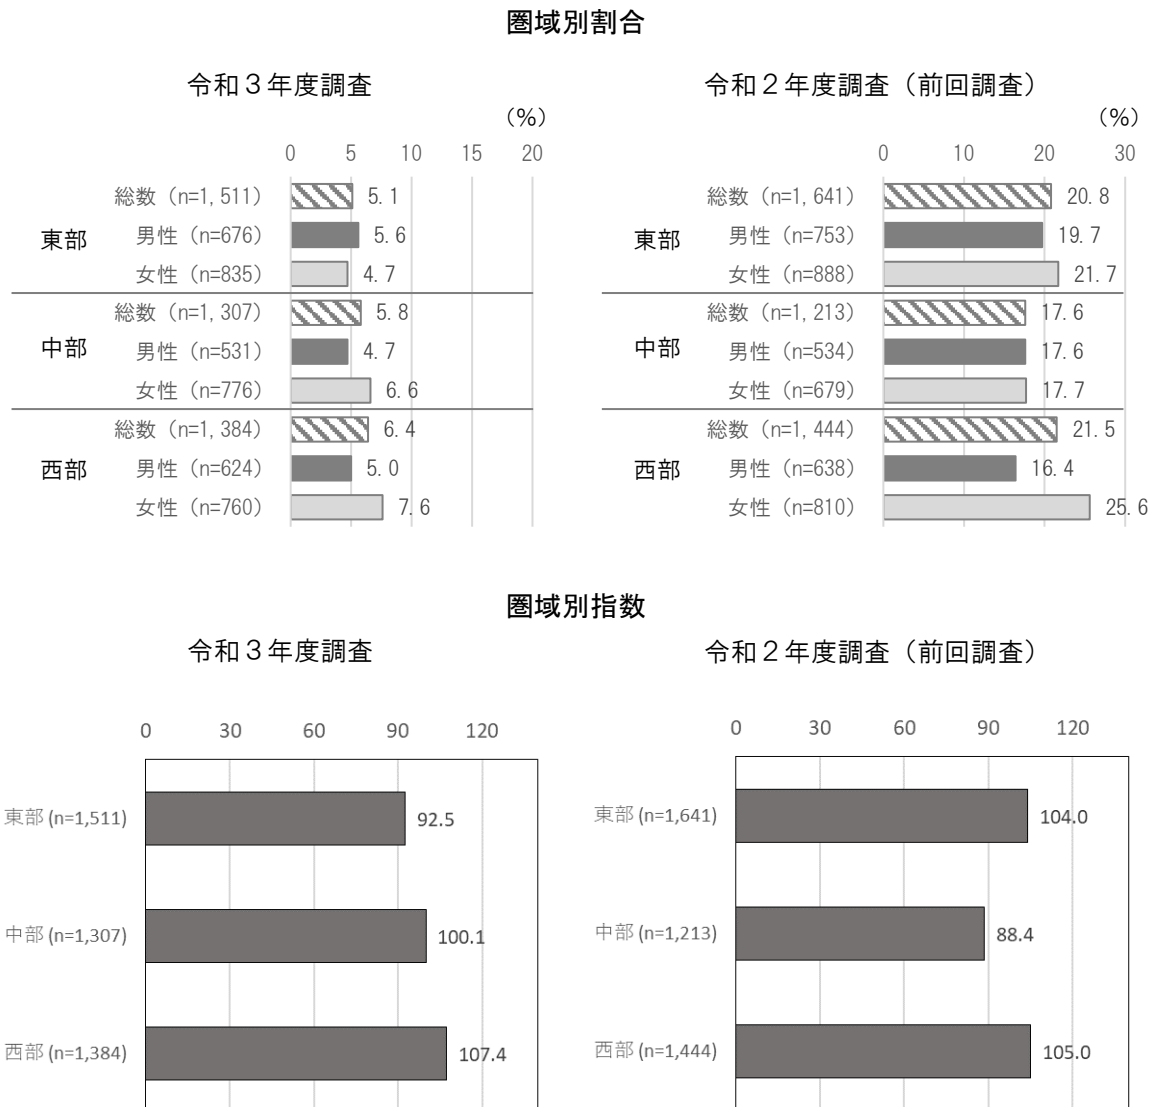 圏域別割合
令和３年度調査
(%)
0 5 10 15 20
東部
総数（n=1,511） 5.1
男性（n=676） 5.6
女性（n=835） 4.7
中部
総数（n=1,307） 5.8
男性（n=531） 4.7
女性（n=776） 6.6
西部
総数（n=1,384） 6.4
男性（n=624） 5.0
女性（n=760） 7.6
令和２年度調査（前回調査）
(%)
0 10 20 30
東部
総数（n=1,641） 20.8
男性（n=753） 19.7
女性（n=888） 21.7
中部
総数（n=1,213） 17.6
男性（n=534） 17.6
女性（n=679） 17.7
西部
総数（n=1,444） 21.5
男性（n=638） 16.4
女性（n=810） 25.6
圏域別指数
令和３年度調査
0 30 60 90 120
東部(n=1,511) 92.5
中部(n=1,307) 100.1
西部(n=1,384) 107.4
令和２年度調査（前回調査）
0 30 60 90 120
東部(n=1,641) 104.0
中部(n=1,213) 88.4
西部(n=1,444) 105.0